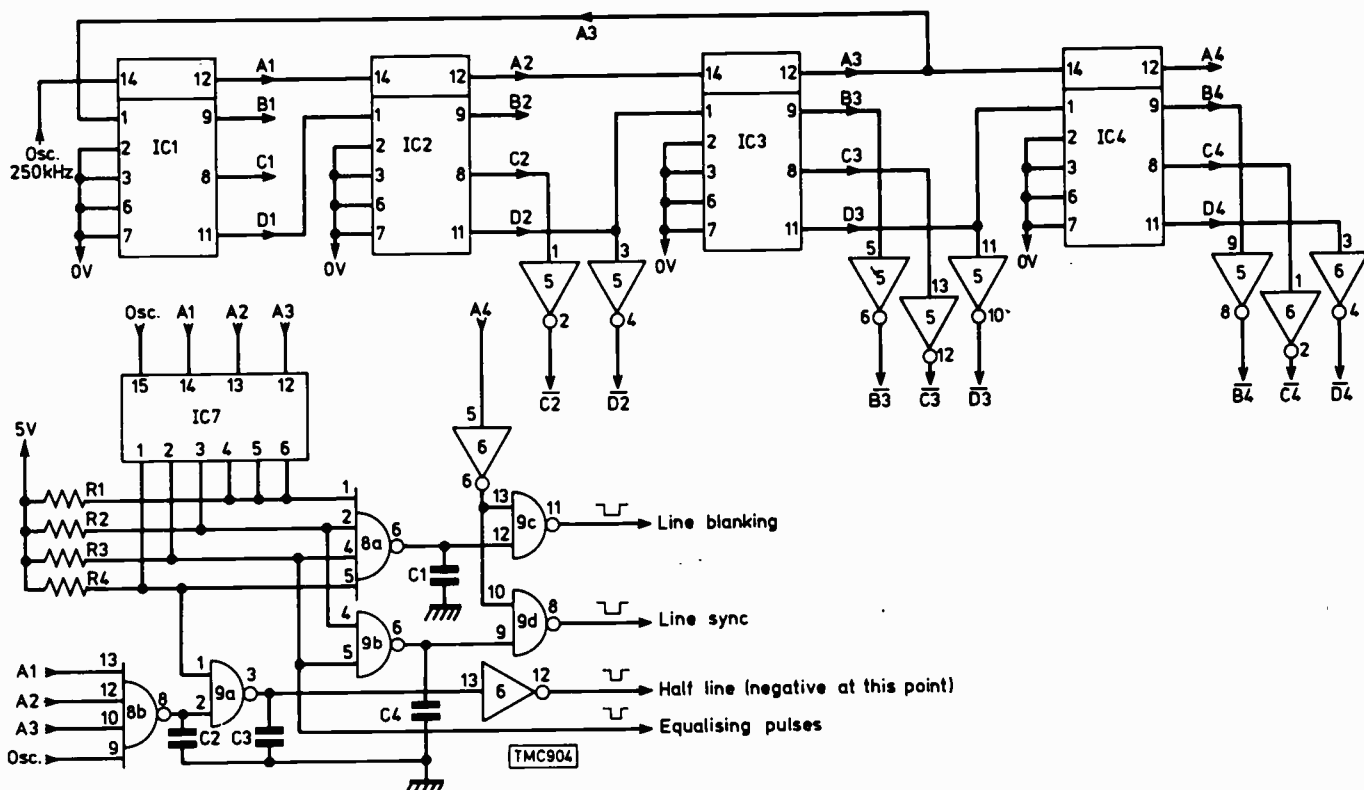 A3
14 12 A1
1 9 B1
IC1
2
3 8 C1
6
7 11 D1
Osc.
250kHz
0V
14 12 A2
1 9 B2
IC2
2
3 8 C2
6
7 11 D2
0V
1 3
5 5
2 4
C2 D2
14 12 A3
1 9 B3
IC3
2
3 8 C3
6
7 11 D3
0V
5 13 11
5 5 5
6 12 10
B3 C3 D3
14 12 A4
1 9 B4
IC4
2
3 8 C4
6
7 11 D4
0V
9 1 3
5 6 6
8 2 4
B4 C4 D4
Osc. A1 A2 A3
15 14 13 12
IC7
1 2 3 4 5 6
5V
R1
R2
R3
R4
1
2
4
5
8a
6
C1
A4
5
6
6
13
12
9c
11
Line blanking
10
9
9d
8
Line sync
4
5
9b
6
C4
A1 13
A2 12
A3 10
Osc. 9
8b
8
C2
1
2
9a
3
C3
13 6 12
Half line (negative at this point)
Equalising pulses
TMC904